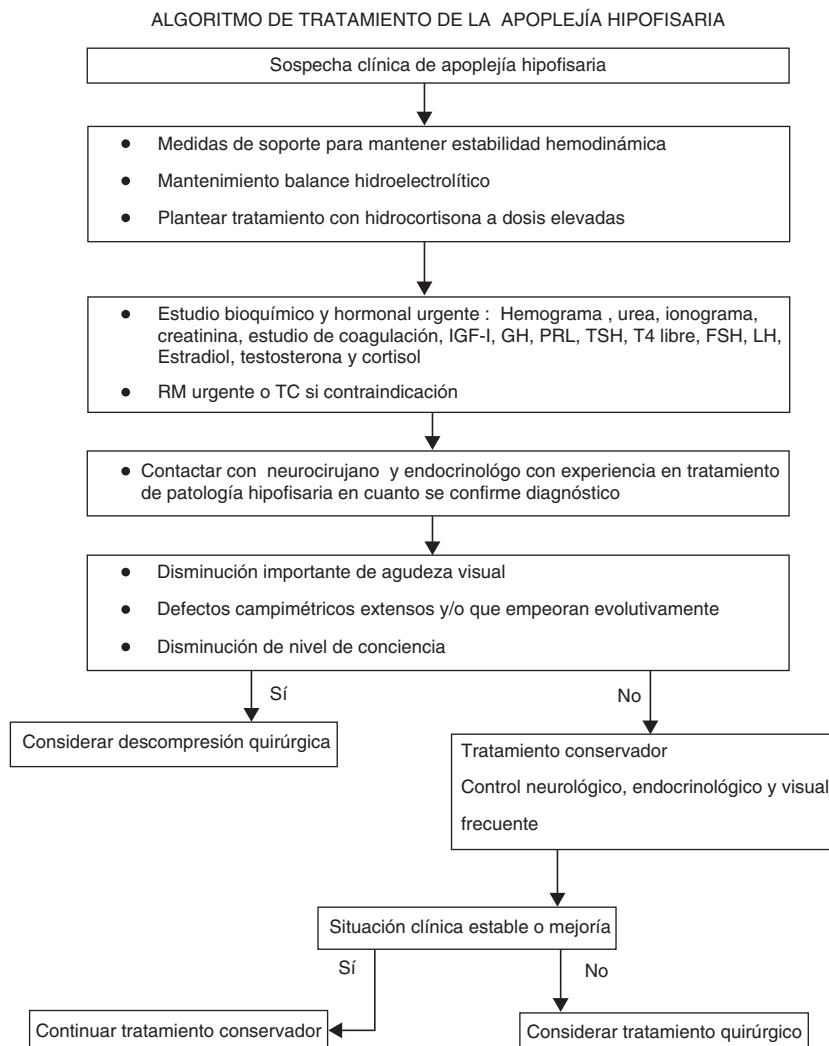 ALGORITMO DE TRATAMIENTO DE LA APOPLEJÍA HIPOFISARIA
Sospecha clínica de apoplejía hipofisaria
● Medidas de soporte para mantener estabilidad hemodinámica
● Mantenimiento balance hidroelectrolítico
● Plantear tratamiento con hidrocortisona a dosis elevadas
● Estudio bioquímico y hormonal urgente : Hemograma , urea, ionograma,
creatinina, estudio de coagulación, IGF-I, GH, PRL, TSH, T4 libre, FSH, LH,
Estradiol, testosterona y cortisol
● RM urgente o TC si contraindicación
● Contactar con neurocirujano y endocrinológo con experiencia en tratamiento
de patología hipofisaria en cuanto se confirme diagnóstico
● Disminución importante de agudeza visual
● Defectos campimétricos extensos y/o que empeoran evolutivamente
● Disminución de nivel de conciencia
Sí
No
Considerar descompresión quirúrgica
Tratamiento conservador
Control neurológico, endocrinológico y visual
frecuente
Situación clínica estable o mejoría
Sí
No
Continuar tratamiento conservador
Considerar tratamiento quirúrgico